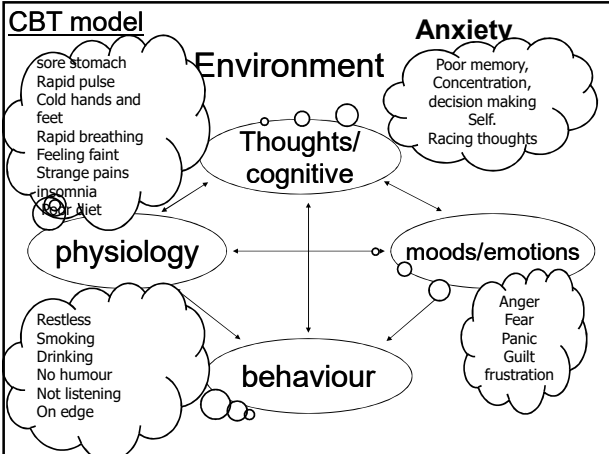 CBT model
Anxiety
Environment
sore stomach
Rapid pulse
Cold hands and
feet
Rapid breathing
Feeling faint
Strange pains
insomnia
Poor diet
Poor memory,
Concentration,
decision making
Self.
Racing thoughts
Thoughts/
cognitive
physiology
moods/emotions
Restless
Smoking
Drinking
No humour
Not listening
On edge
behaviour
Anger
Fear
Panic
Guilt
frustration